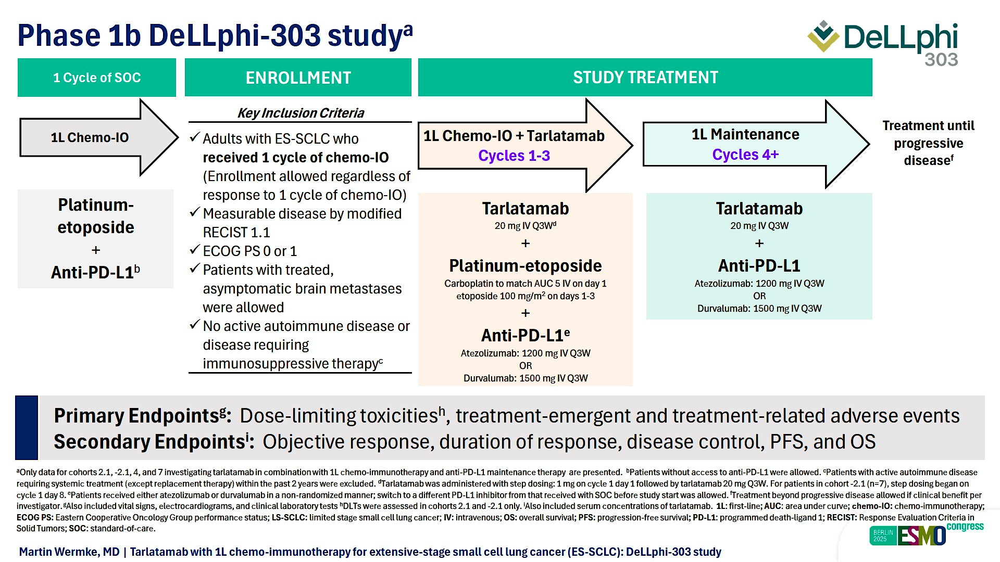 Phase 1b DeLLphi-303 studyᵃ
DeLLphi
303
1 Cycle of SOC
ENROLLMENT
STUDY TREATMENT
1L Chemo-IO
Platinum-
etoposide
+
Anti-PD-L1ᵇ
Key Inclusion Criteria
✓ Adults with ES-SCLC who
received 1 cycle of chemo-IO
(Enrollment allowed regardless of
response to 1 cycle of chemo-IO)
✓ Measurable disease by modified
RECIST 1.1
✓ ECOG PS 0 or 1
✓ Patients with treated,
asymptomatic brain metastases
were allowed
✓ No active autoimmune disease or
disease requiring
immunosuppressive therapyᶜ
1L Chemo-IO + Tarlatamab
Cycles 1-3
Tarlatamab
20 mg IV Q3Wᵈ
+
Platinum-etoposide
Carboplatin to match AUC 5 IV on day 1
etoposide 100 mg/m² on days 1-3
+
Anti-PD-L1ᵉ
Atezolizumab: 1200 mg IV Q3W
OR
Durvalumab: 1500 mg IV Q3W
1L Maintenance
Cycles 4+
Tarlatamab
20 mg IV Q3W
+
Anti-PD-L1
Atezolizumab: 1200 mg IV Q3W
OR
Durvalumab: 1500 mg IV Q3W
Treatment until
progressive
diseaseᶠ
Primary Endpointsᵍ: Dose-limiting toxicitiesʰ, treatment-emergent and treatment-related adverse events
Secondary Endpointsⁱ: Objective response, duration of response, disease control, PFS, and OS
ᵃOnly data for cohorts 2.1, -2.1, 4, and 7 investigating tarlatamab in combination with 1L chemo-immunotherapy and anti-PD-L1 maintenance therapy are presented. ᵇPatients without access to anti-PD-L1 were allowed. ᶜPatients with active autoimmune disease
requiring systemic treatment (except replacement therapy) within the past 2 years were excluded. ᵈTarlatamab was administered with step dosing: 1 mg on cycle 1 day 1 followed by tarlatamab 20 mg Q3W. For patients in cohort -2.1 (n=7), step dosing began on
cycle 1 day 8. ᵉPatients received either atezolizumab or durvalumab in a non-randomized manner; switch to a different PD-L1 inhibitor from that received with SOC before study start was allowed. ᶠTreatment beyond progressive disease allowed if clinical benefit per
investigator. ᵍAlso included vital signs, electrocardiograms, and clinical laboratory tests ʰDLTs were assessed in cohorts 2.1 and -2.1 only. ⁱAlso included serum concentrations of tarlatamab. 1L: first-line; AUC: area under curve; chemo-IO: chemo-immunotherapy;
ECOG PS: Eastern Cooperative Oncology Group performance status; LS-SCLC: limited stage small cell lung cancer; IV: intravenous; OS: overall survival; PFS: progression-free survival; PD-L1: programmed death-ligand 1; RECIST: Response Evaluation Criteria in
Solid Tumors; SOC: standard-of-care.
BERLIN
2025
ESMO congress
Martin Wermke, MD | Tarlatamab with 1L chemo-immunotherapy for extensive-stage small cell lung cancer (ES-SCLC): DeLLphi-303 study